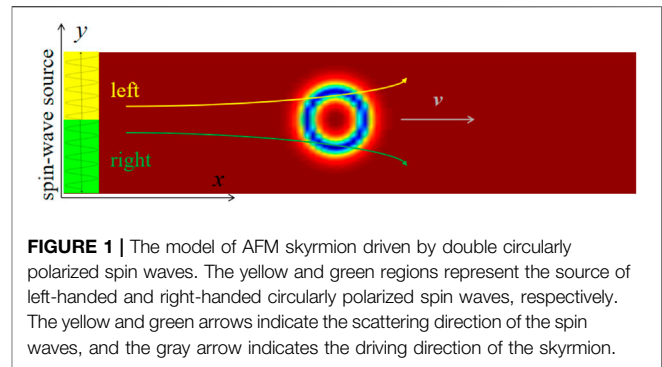 y
spin-wave source
left
v
right
x
FIGURE 1 | The model of AFM skyrmion driven by double circularly
polarized spin waves. The yellow and green regions represent the source of
left-handed and right-handed circularly polarized spin waves, respectively.
The yellow and green arrows indicate the scattering direction of the spin
waves, and the gray arrow indicates the driving direction of the skyrmion.